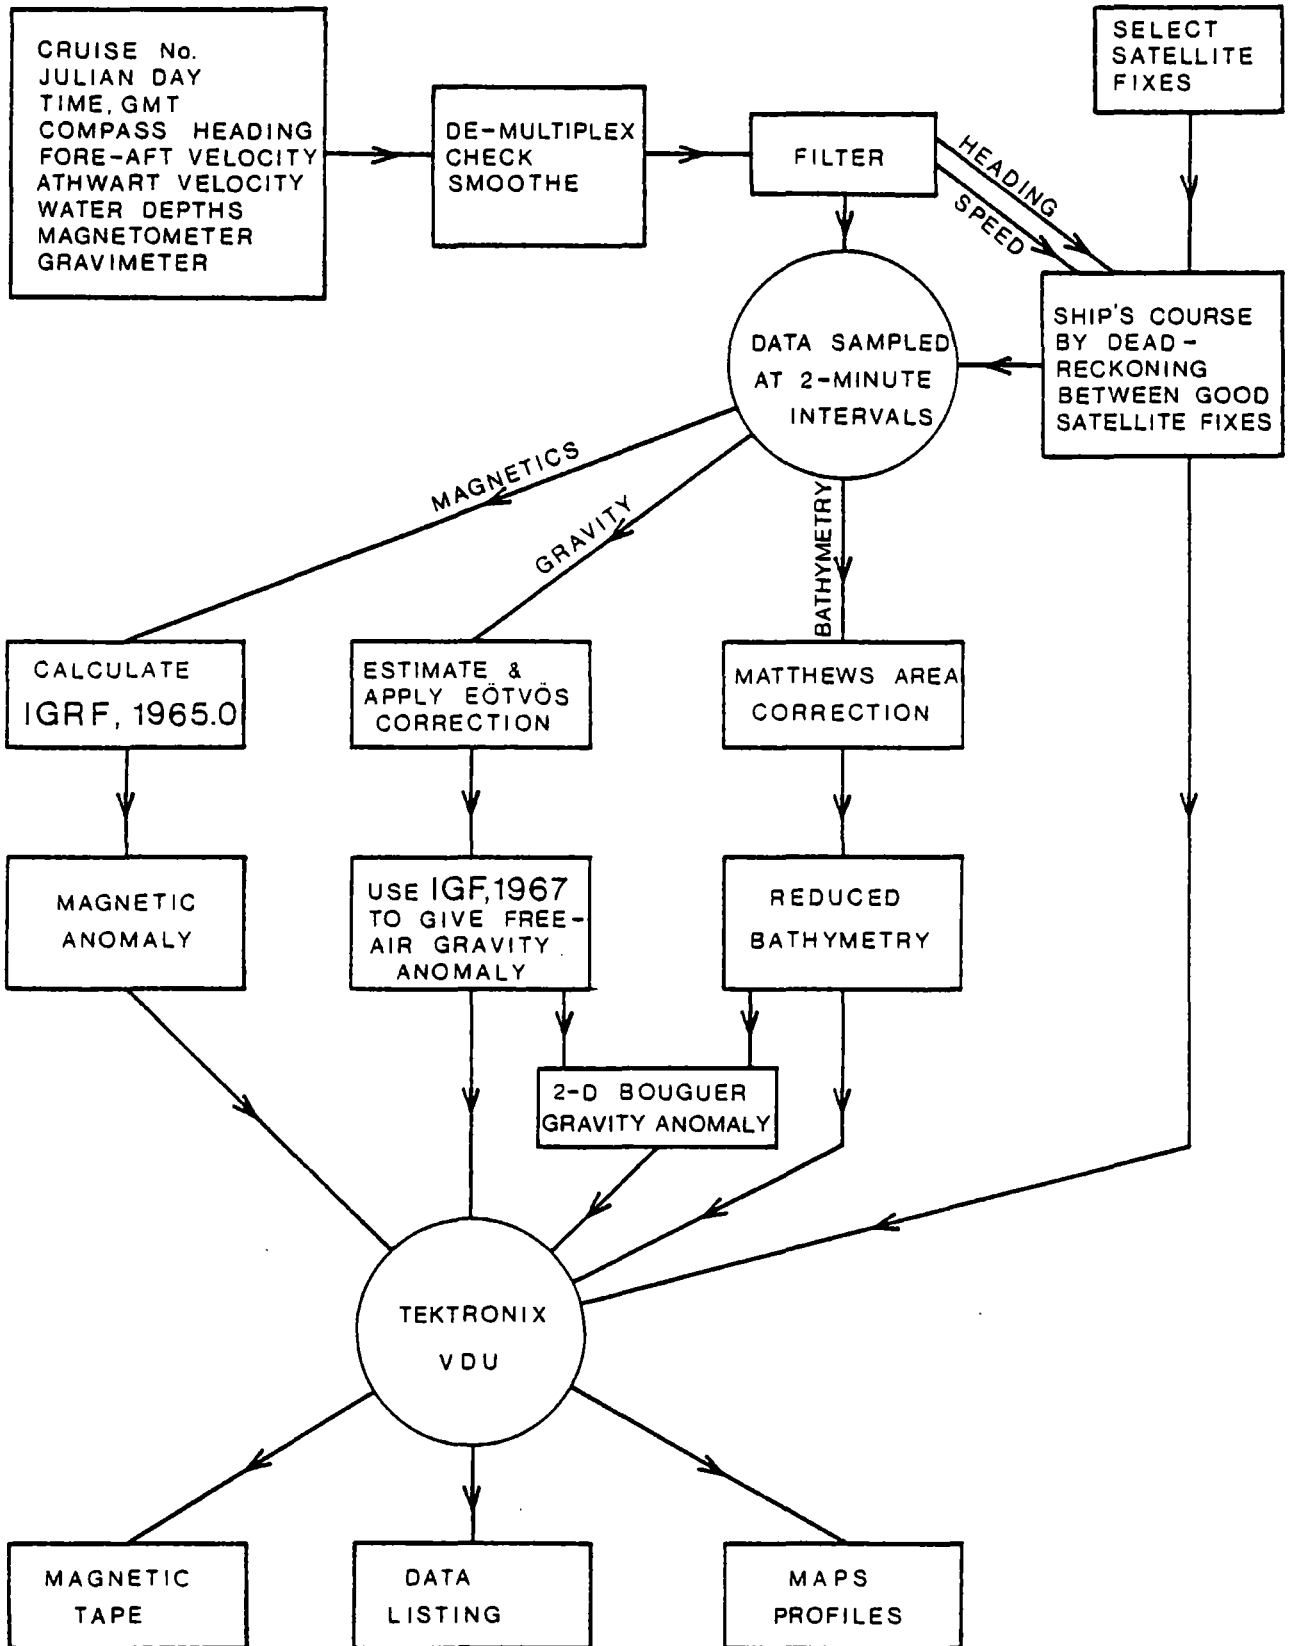 CRUISE No.
JULIAN DAY
TIME, GMT
COMPASS HEADING
FORE-AFT VELOCITY
ATHWART VELOCITY
WATER DEPTHS
MAGNETOMETER
GRAVIMETER
DE-MULTIPLEX
CHECK
SMOOTHE
FILTER
HEADING
SPEED
SELECT
SATELLITE
FIXES
SHIP'S COURSE
BY DEAD-
RECKONING
BETWEEN GOOD
SATELLITE FIXES
DATA SAMPLED
AT 2-MINUTE
INTERVALS
MAGNETICS
GRAVITY
BATHYMETRY
CALCULATE
IGRF, 1965.0
ESTIMATE &
APPLY EÖTVÖS
CORRECTION
MATTHEWS AREA
CORRECTION
MAGNETIC
ANOMALY
USE IGF,1967
TO GIVE FREE-
AIR GRAVITY
ANOMALY
REDUCED
BATHYMETRY
2-D BOUGUER
GRAVITY ANOMALY
TEKTRONIX
VDU
MAGNETIC
TAPE
DATA
LISTING
MAPS
PROFILES